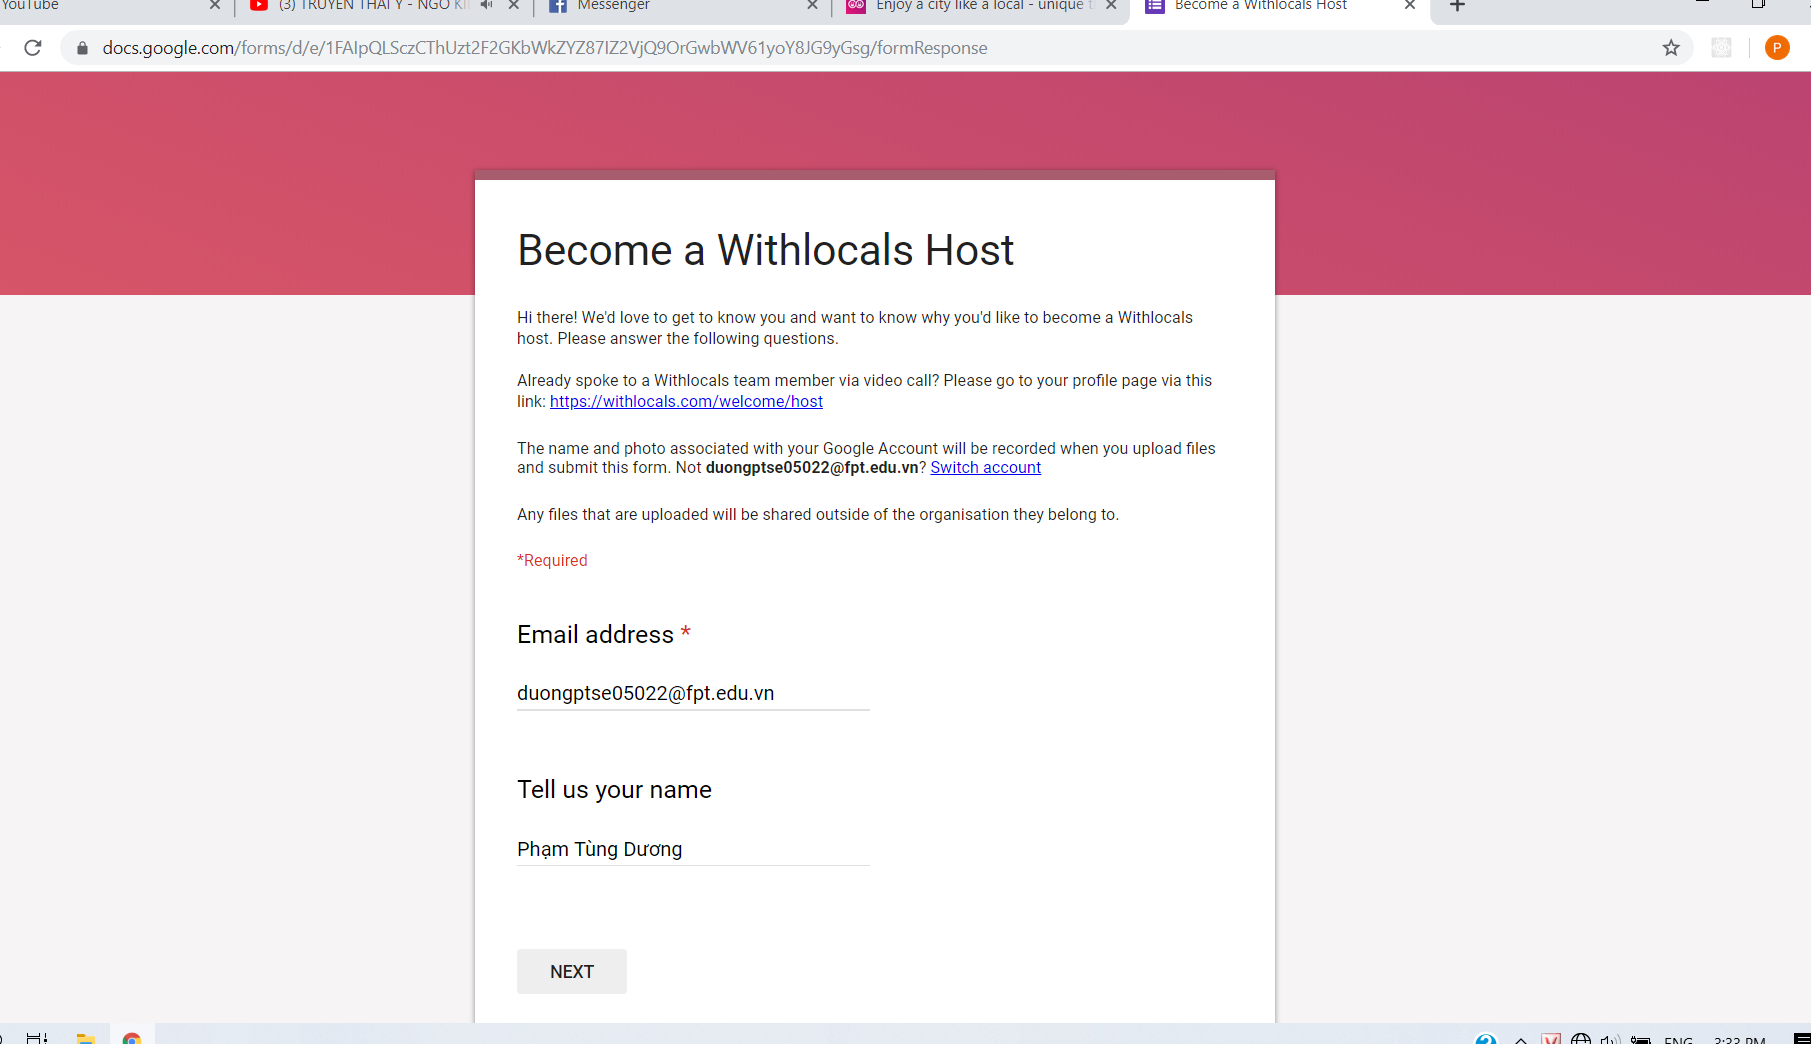 YouTube
(3) TRUYEN THAI Y - NGO KI
Messenger
Enjoy a city like a local - unique t
Become a Withlocals Host
docs.google.com/forms/d/e/1FAIpQLSczCThUzt2F2GKbWkZYZ87IZ2VjQ9OrGwbWV61yoY8JG9yGsg/formResponse
P
Become a Withlocals Host
Hi there! We'd love to get to know you and want to know why you'd like to become a Withlocals
host. Please answer the following questions.
Already spoke to a Withlocals team member via video call? Please go to your profile page via this
link: https://withlocals.com/welcome/host
The name and photo associated with your Google Account will be recorded when you upload files
and submit this form. Not duongptse05022@fpt.edu.vn? Switch account
Any files that are uploaded will be shared outside of the organisation they belong to.
*Required
Email address *
duongptse05022@fpt.edu.vn
Tell us your name
Phạm Tùng Dương
NEXT
ENG
3:33 PM